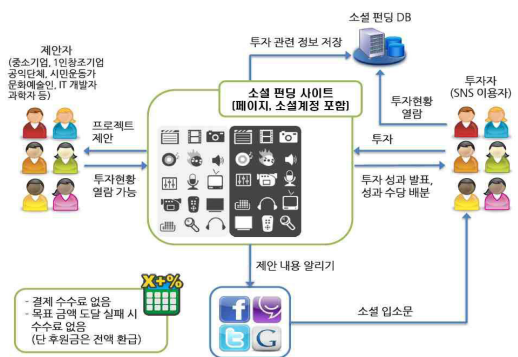 소셜 펀딩 DB
제안자
(중소기업, 1인창조기업
공익단체, 시민운동가
문화예술인, IT 개발자
과학자 등)
투자 관련 정보 저장
소셜 펀딩 사이트
(페이지, 소셜계정 포함)
투자자
(SNS 이용자)
투자현황
열람
프로젝트
제안
투자현황
열람 가능
투자
투자 성과 발표,
성과 수당 배분
제안 내용 알리기
X+%
- 결제 수수료 없음
- 목표 금액 도달 실패 시
수수료 없음
(단 후원금은 전액 환급)
f
t
G
소셜 입소문